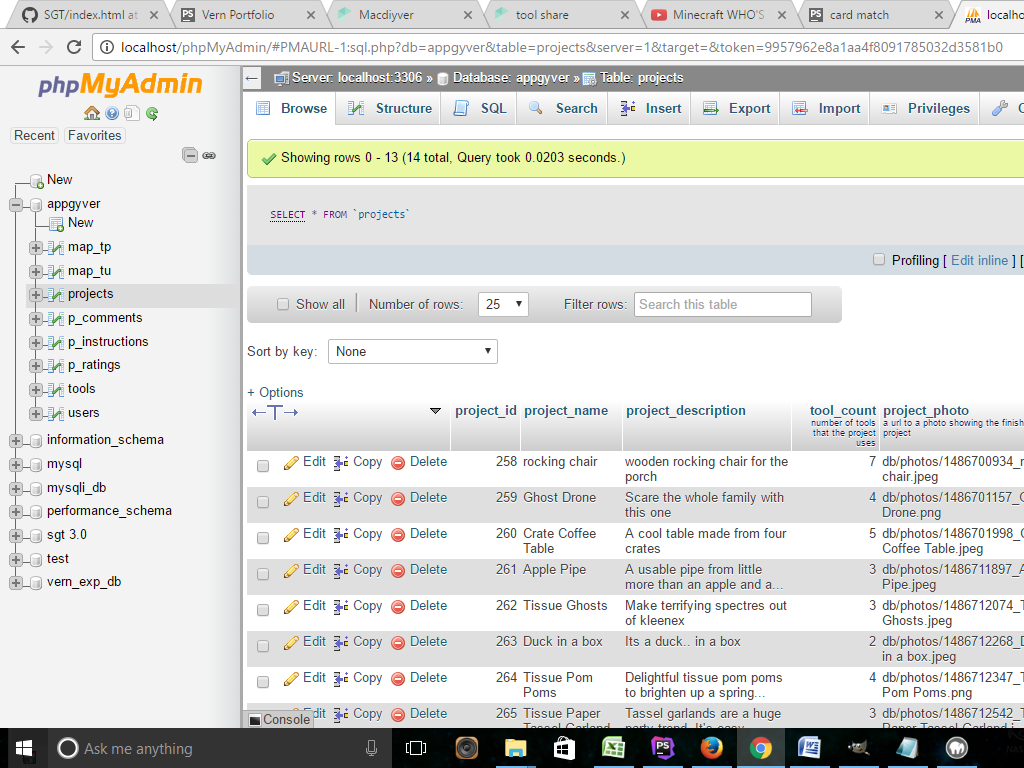 SGT/index.html at
Vern Portfolio
Macdiyver
tool share
Minecraft WHO'S
card match
localho
localhost/phpMyAdmin/#PMAURL-1:sql.php?db=appgyver&table=projects&server=1&target=&token=9957962e8a1aa4f8091785032d3581b0
phpMyAdmin
Recent Favorites
New
appgyver
New
map_tp
map_tu
projects
p_comments
p_instructions
p_ratings
tools
users
information_schema
mysql
mysqli_db
performance_schema
sgt 3.0
test
vern_exp_db
Server: localhost:3306 » Database: appgyver » Table: projects
Browse Structure SQL Search Insert Export Import Privileges
Showing rows 0 - 13 (14 total, Query took 0.0203 seconds.)
SELECT * FROM `projects`
Profiling [ Edit inline ] [
Show all Number of rows: 25 Filter rows: Search this table
Sort by key: None
+ Options
project_id project_name project_description tool_count project_photo
number of tools a url to a photo showing the finish
that the project project
uses
Edit Copy Delete 258 rocking chair wooden rocking chair for the 7 db/photos/1486700934_r
porch chair.jpeg
Edit Copy Delete 259 Ghost Drone Scare the whole family with 4 db/photos/1486701157_G
this one Drone.png
Edit Copy Delete 260 Crate Coffee A cool table made from four 5 db/photos/1486701998_C
Table crates Coffee Table.jpeg
Edit Copy Delete 261 Apple Pipe A usable pipe from little 3 db/photos/1486711897_A
more than an apple and a... Pipe.jpeg
Edit Copy Delete 262 Tissue Ghosts Make terrifying spectres out 3 db/photos/1486712074_T
of kleenex Ghosts.jpeg
Edit Copy Delete 263 Duck in a box Its a duck.. in a box 2 db/photos/1486712268_D
in a box.jpeg
Edit Copy Delete 264 Tissue Pom Delightful tissue pom poms 4 db/photos/1486712347_T
Poms to brighten up a spring... Pom Poms.png
Edit Copy Delete 265 Tissue Paper Tassel garlands are a huge 3 db/photos/1486712542_T
Console
Ask me anything